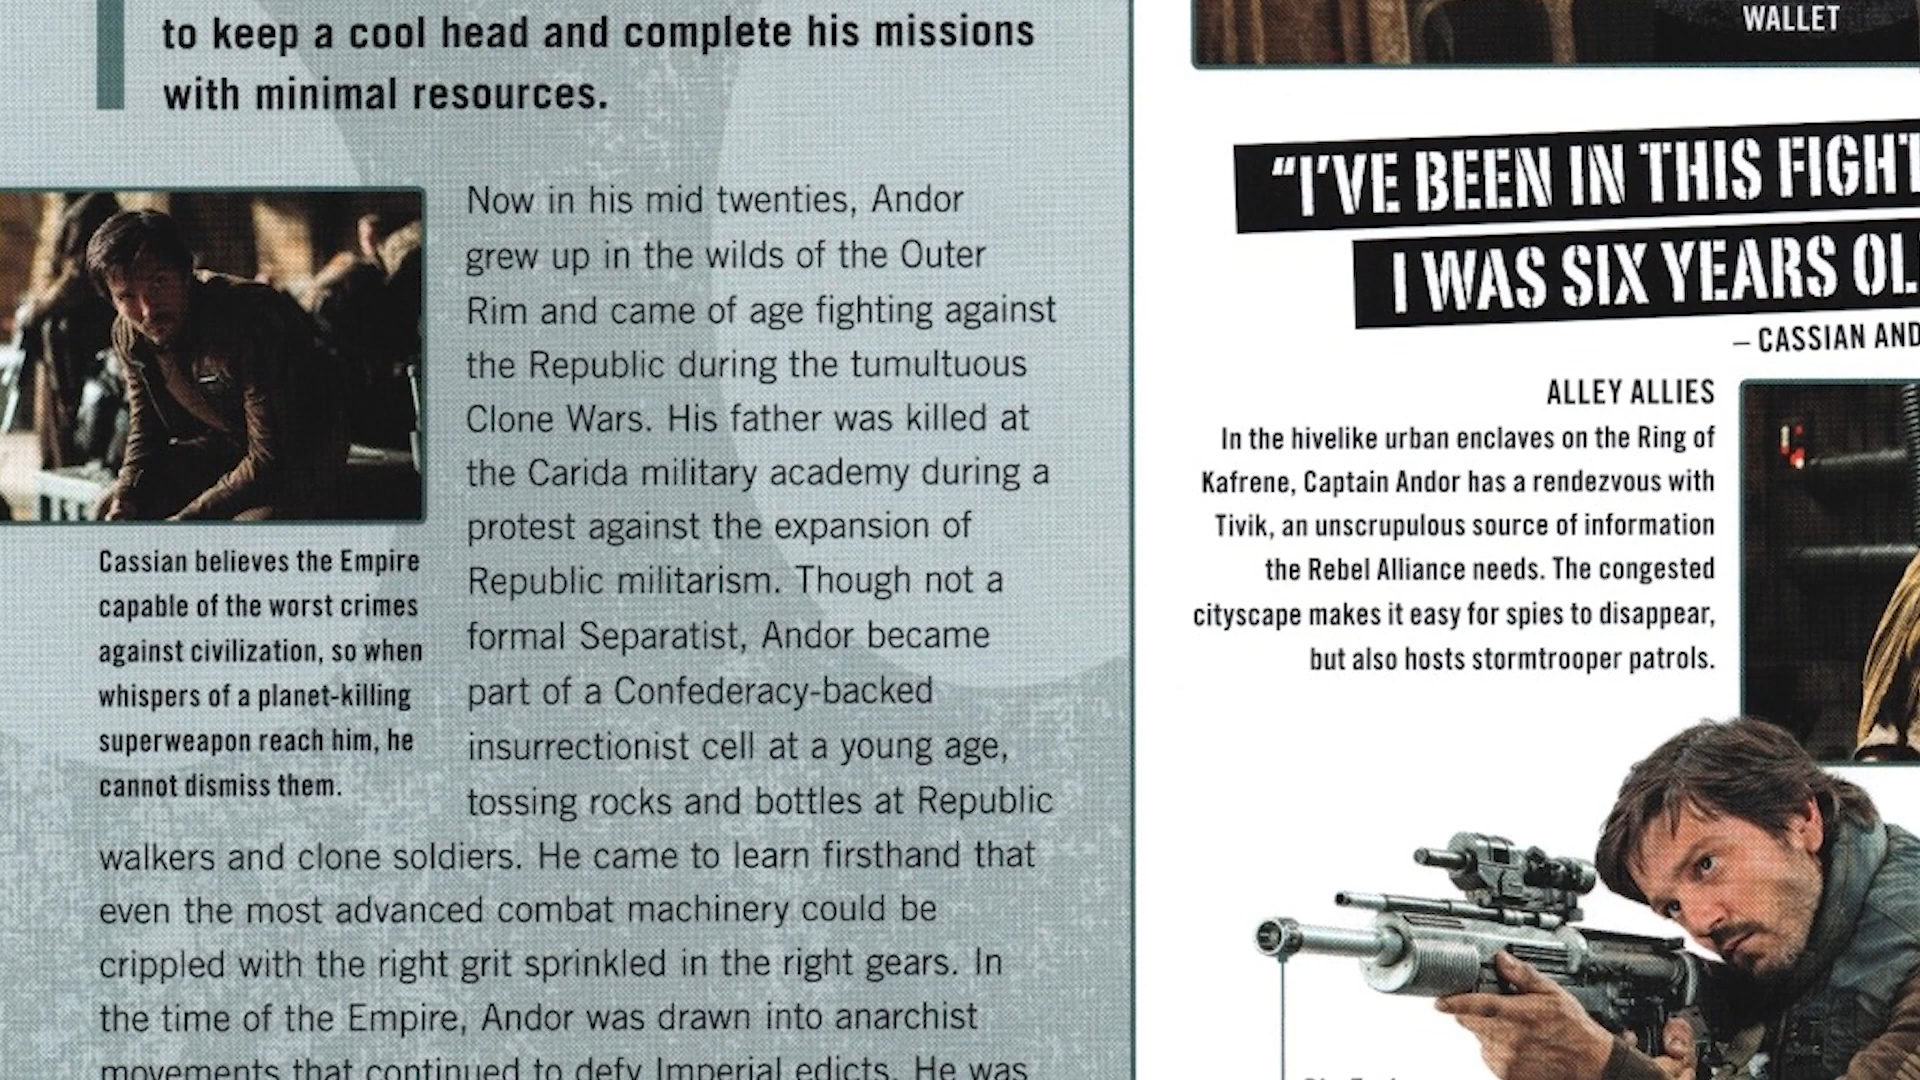 to keep a cool head and complete his missions
with minimal resources.
Now in his mid twenties, Andor
grew up in the wilds of the Outer
Rim and came of age fighting against
the Republic during the tumultuous
Clone Wars. His father was killed at
the Carida military academy during a
protest against the expansion of
Republic militarism. Though not a
formal Separatist, Andor became
part of a Confederacy-backed
insurrectionist cell at a young age,
tossing rocks and bottles at Republic
walkers and clone soldiers. He came to learn firsthand that
even the most advanced combat machinery could be
crippled with the right grit sprinkled in the right gears. In
the time of the Empire, Andor was drawn into anarchist
movements that continued to defy Imperial edicts. He was
Cassian believes the Empire
capable of the worst crimes
against civilization, so when
whispers of a planet-killing
superweapon reach him, he
cannot dismiss them.
WALLET
“I’VE BEEN IN THIS FIGHT
I WAS SIX YEARS OL
– CASSIAN AND
ALLEY ALLIES
In the hivelike urban enclaves on the Ring of
Kafrene, Captain Andor has a rendezvous with
Tivik, an unscrupulous source of information
the Rebel Alliance needs. The congested
cityscape makes it easy for spies to disappear,
but also hosts stormtrooper patrols.